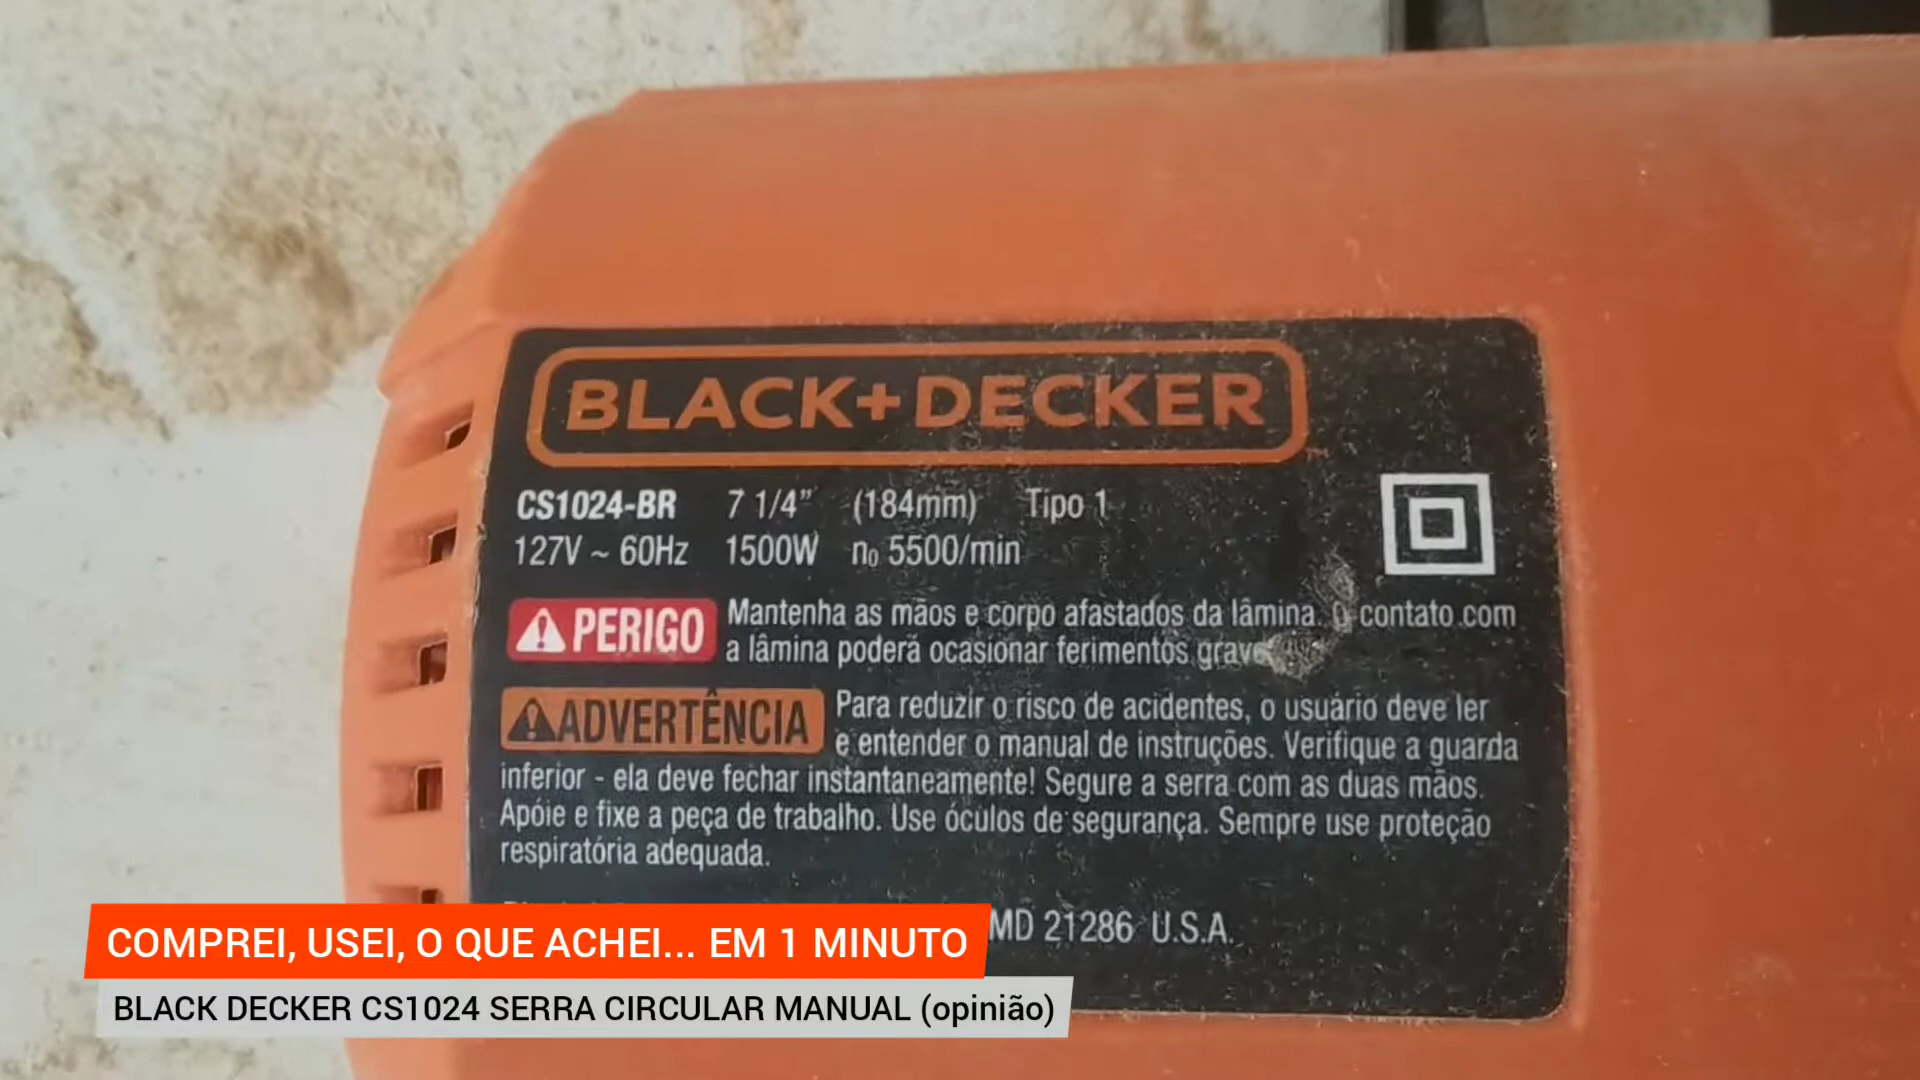 BLACK+DECKER
CS1024-BR 7 1/4" (184mm) Tipo 1
127V ~ 60Hz 1500W n₀ 5500/min
PERIGO Mantenha as mãos e corpo afastados da lâmina. O contato com
a lâmina poderá ocasionar ferimentos
ADVERTÊNCIA Para reduzir o risco de acidentes, o usuário deve ler
e entender o manual de instruções. Verifique a guarda
inferior - ela deve fechar instantaneamente! Segure a serra com as duas mãos.
Apóie e fixe a peça de trabalho. Use óculos de segurança. Sempre use proteção
respiratória adequada.
MD 21286 U.S.A.
COMPREI, USEI, O QUE ACHEI... EM 1 MINUTO
BLACK DECKER CS1024 SERRA CIRCULAR MANUAL (opinião)